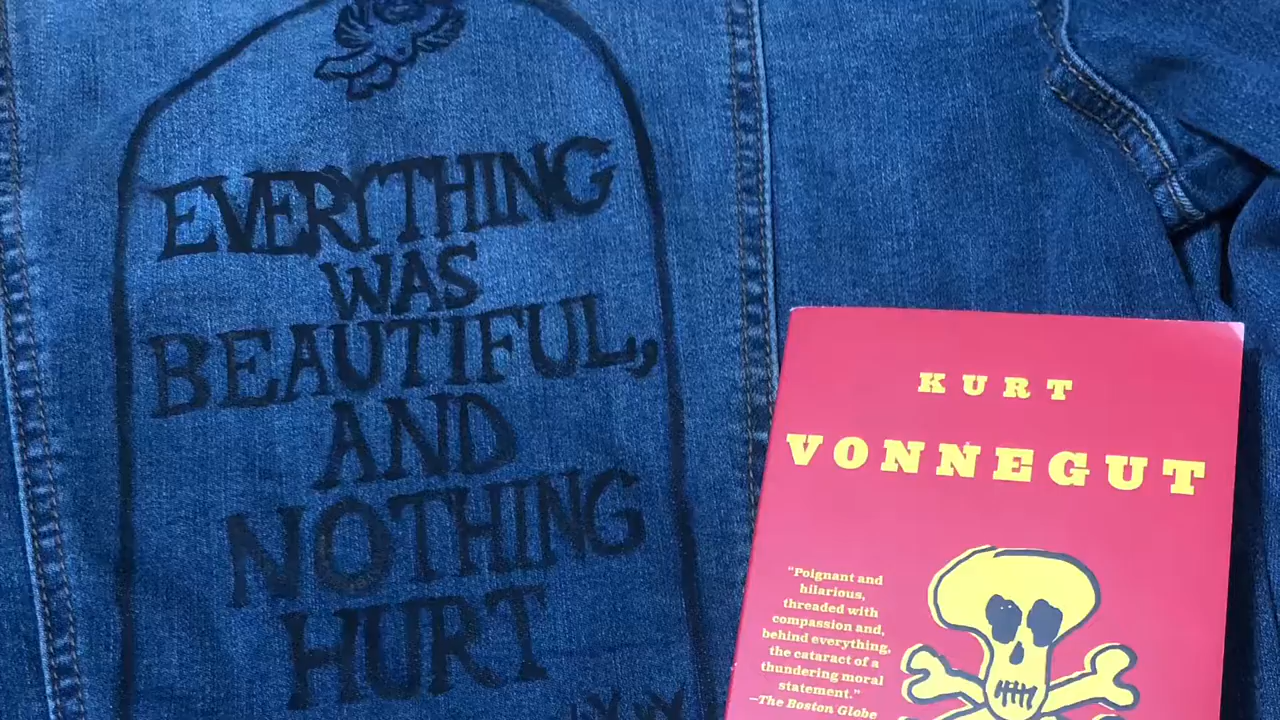 EVERYTHING
WAS
BEAUTIFUL,
AND
NOTHING
HURT
KURT
VONNEGUT
“Poignant and
hilarious,
threaded with
compassion and,
behind everything,
the cataract of a
thundering moral
statement.”
—The Boston Globe